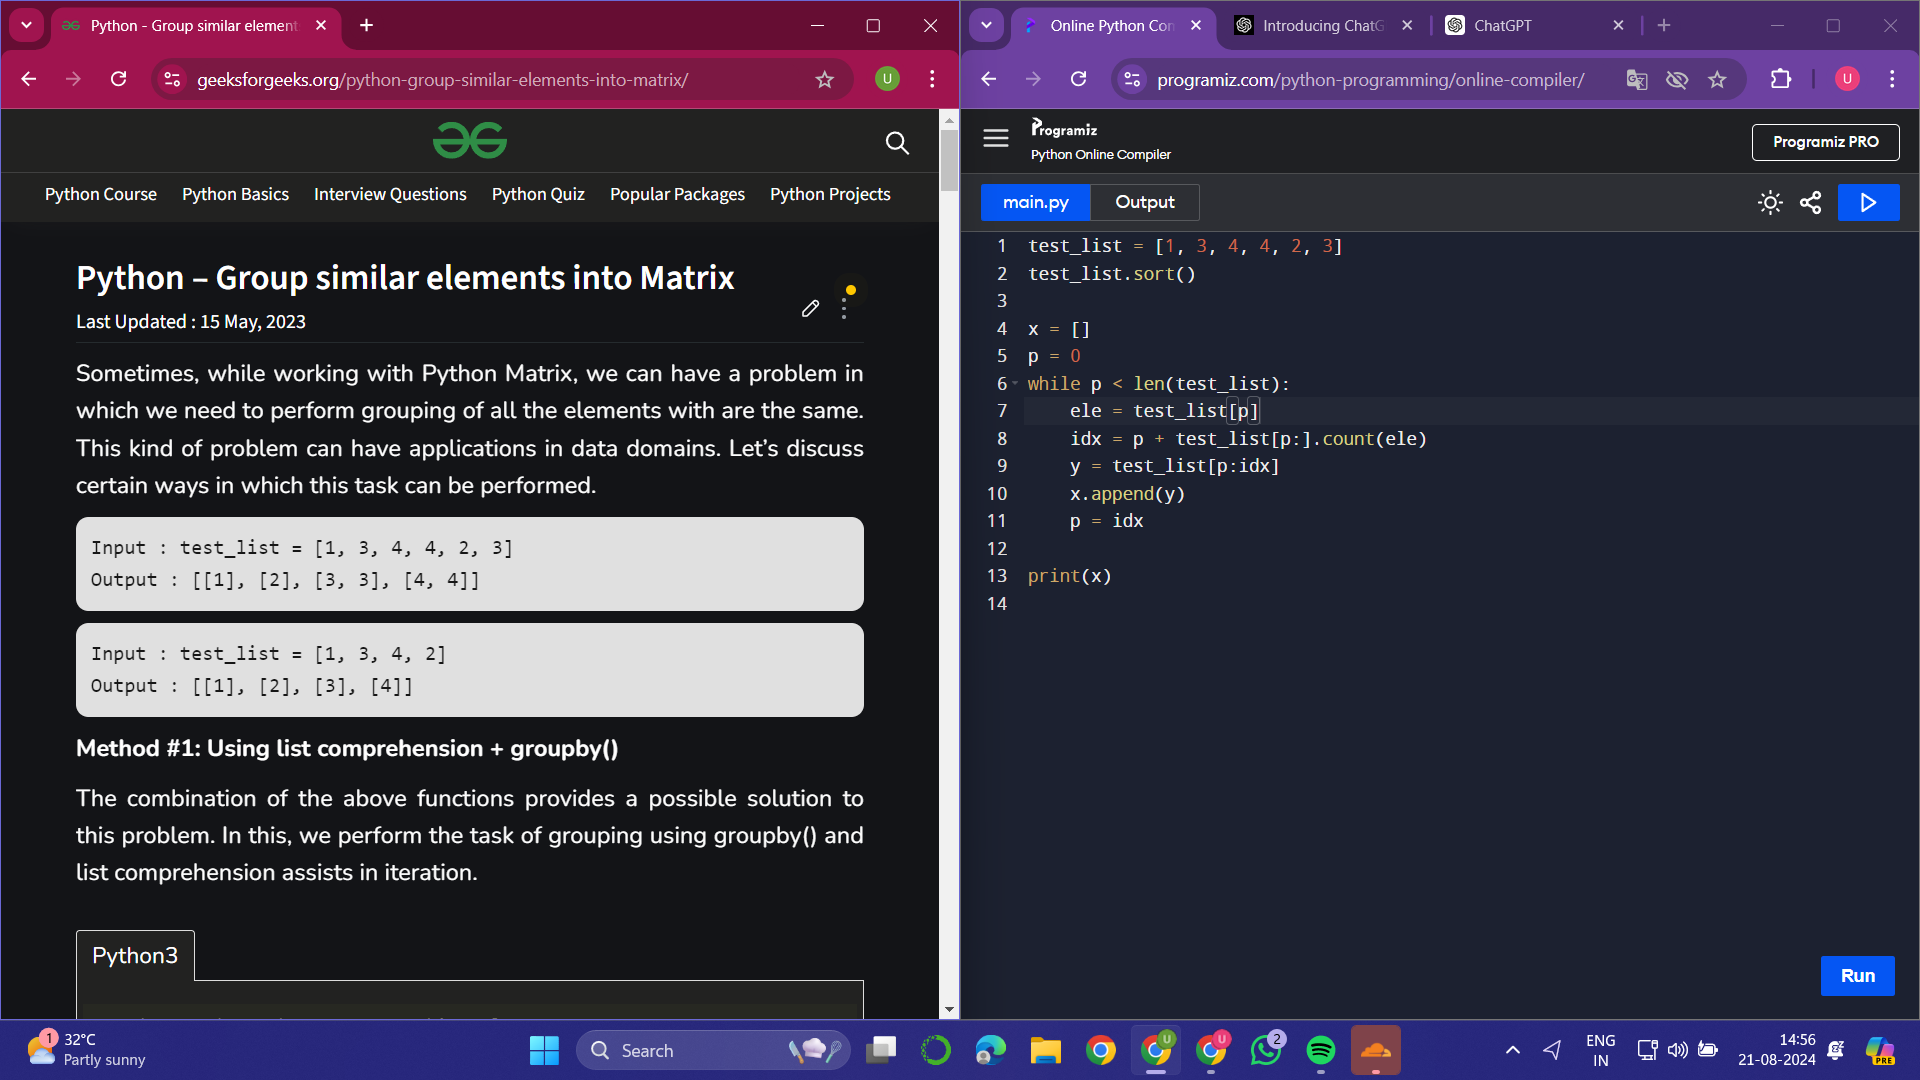 Python - Group similar element
geeksforgeeks.org/python-group-similar-elements-into-matrix/
U
Python Course Python Basics Interview Questions Python Quiz Popular Packages Python Projects
Python – Group similar elements into Matrix
Last Updated : 15 May, 2023
Sometimes, while working with Python Matrix, we can have a problem in
which we need to perform grouping of all the elements with are the same.
This kind of problem can have applications in data domains. Let's discuss
certain ways in which this task can be performed.
Input : test_list = [1, 3, 4, 4, 2, 3]
Output : [[1], [2], [3, 3], [4, 4]]
Input : test_list = [1, 3, 4, 2]
Output : [[1], [2], [3], [4]]
Method #1: Using list comprehension + groupby()
The combination of the above functions provides a possible solution to
this problem. In this, we perform the task of grouping using groupby() and
list comprehension assists in iteration.
Python3
Online Python Con
Introducing ChatG
ChatGPT
programiz.com/python-programming/online-compiler/
U
Programiz
Python Online Compiler
Programiz PRO
main.py
Output
1 test_list = [1, 3, 4, 4, 2, 3]
2 test_list.sort()
3
4 x = []
5 p = 0
6 while p < len(test_list):
7 ele = test_list[p]
8 idx = p + test_list[p:].count(ele)
9 y = test_list[p:idx]
10 x.append(y)
11 p = idx
12
13 print(x)
14
Run
1
32°C
Partly sunny
Search
U
U
2
ENG
IN
14:56
21-08-2024
PRE